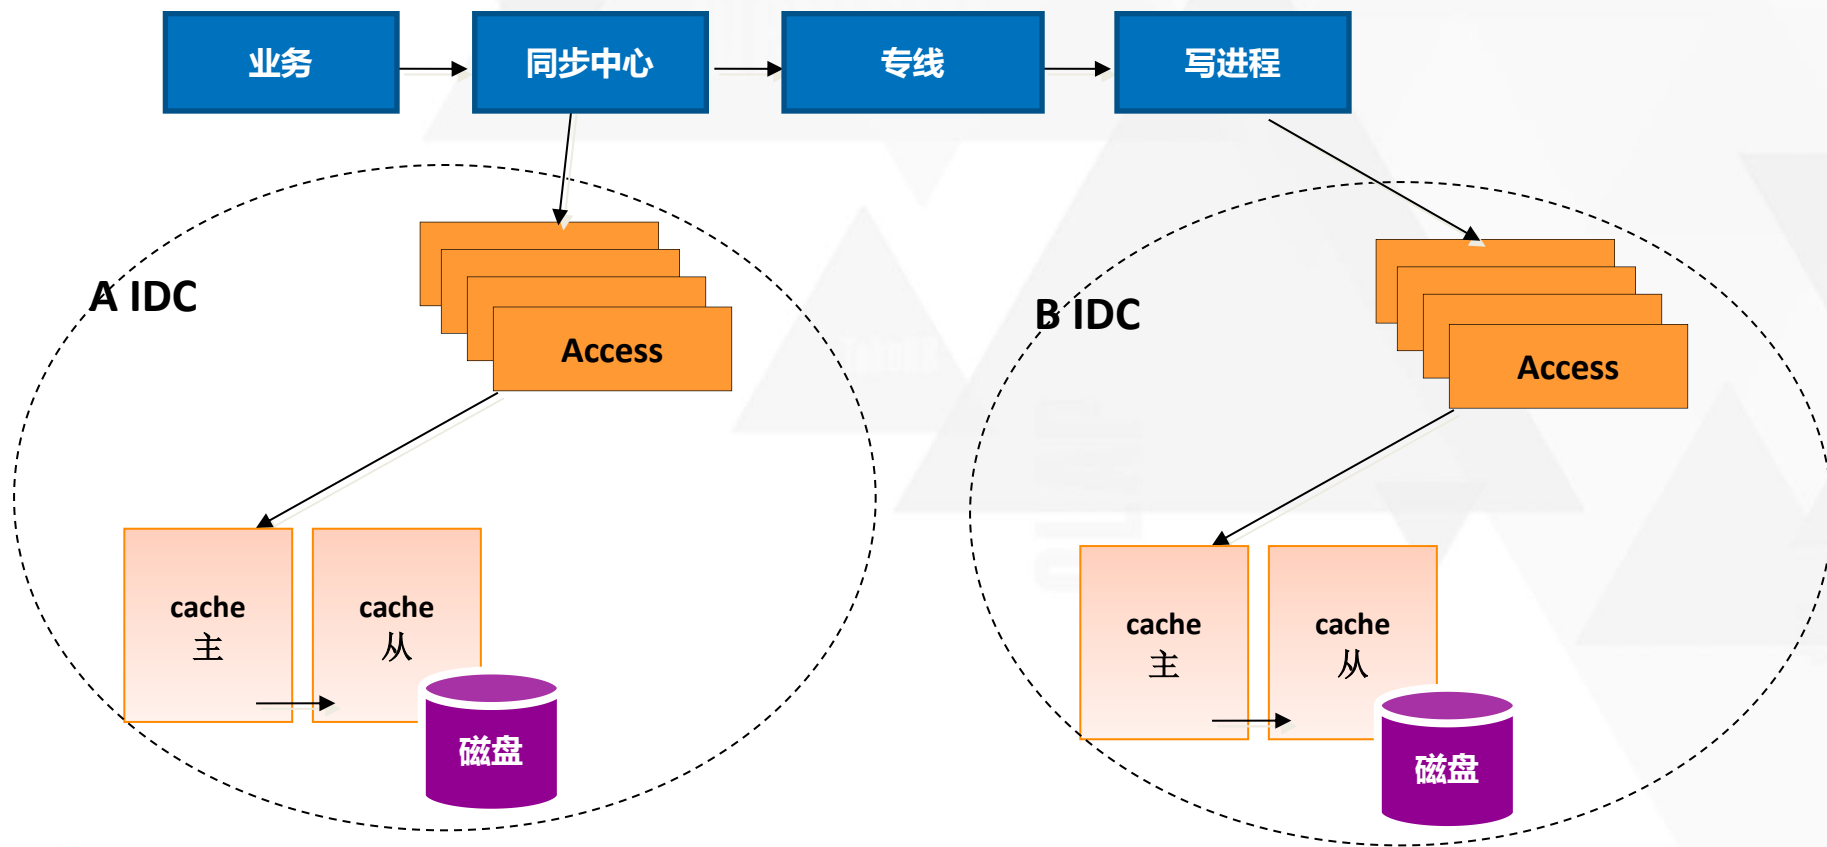 业务
同步中心
专线
写进程
A IDC
Access
cache
主
cache
从
磁盘
B IDC
Access
cache
主
cache
从
磁盘